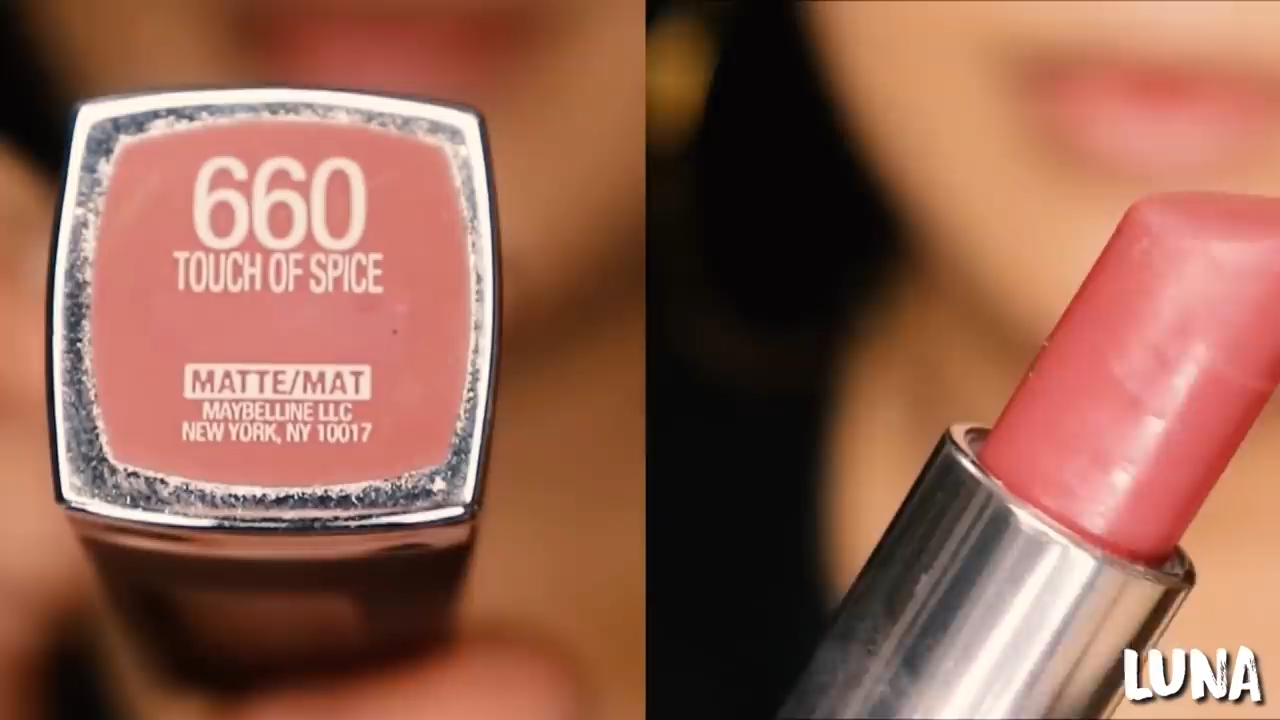 660
TOUCH OF SPICE
MATTE/MAT
MAYBELLINE LLC
NEW YORK, NY 10017
LUNA